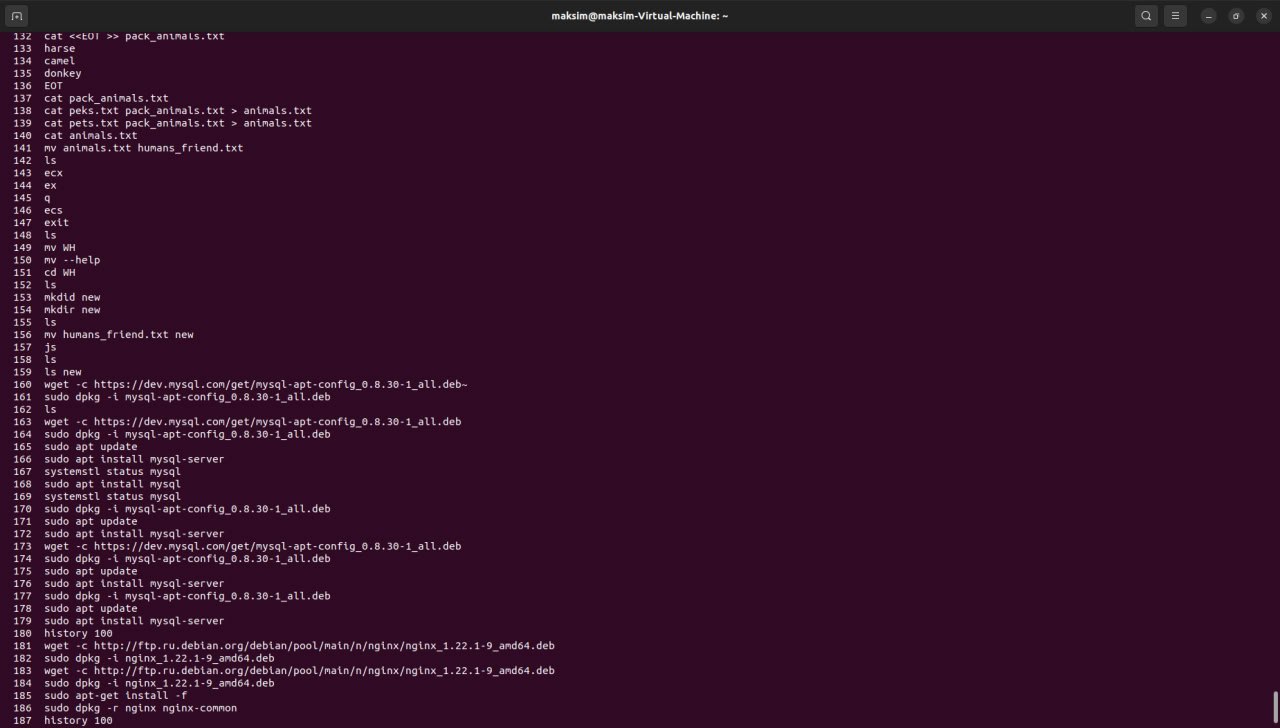 maksim@maksim-Virtual-Machine: ~
132 cat <<EOT >> pack_animals.txt
133 harse
134 camel
135 donkey
136 EOT
137 cat pack_animals.txt
138 cat peks.txt pack_animals.txt > animals.txt
139 cat pets.txt pack_animals.txt > animals.txt
140 cat animals.txt
141 mv animals.txt humans_friend.txt
142 ls
143 ecx
144 ex
145 q
146 ecs
147 exit
148 ls
149 mv WH
150 mv --help
151 cd WH
152 ls
153 mkdid new
154 mkdir new
155 ls
156 mv humans_friend.txt new
157 js
158 ls
159 ls new
160 wget -c https://dev.mysql.com/get/mysql-apt-config_0.8.30-1_all.deb~
161 sudo dpkg -i mysql-apt-config_0.8.30-1_all.deb
162 ls
163 wget -c https://dev.mysql.com/get/mysql-apt-config_0.8.30-1_all.deb
164 sudo dpkg -i mysql-apt-config_0.8.30-1_all.deb
165 sudo apt update
166 sudo apt install mysql-server
167 systemstl status mysql
168 sudo apt install mysql
169 systemstl status mysql
170 sudo dpkg -i mysql-apt-config_0.8.30-1_all.deb
171 sudo apt update
172 sudo apt install mysql-server
173 wget -c https://dev.mysql.com/get/mysql-apt-config_0.8.30-1_all.deb
174 sudo dpkg -i mysql-apt-config_0.8.30-1_all.deb
175 sudo apt update
176 sudo apt install mysql-server
177 sudo dpkg -i mysql-apt-config_0.8.30-1_all.deb
178 sudo apt update
179 sudo apt install mysql-server
180 history 100
181 wget -c http://ftp.ru.debian.org/debian/pool/main/n/nginx/nginx_1.22.1-9_amd64.deb
182 sudo dpkg -i nginx_1.22.1-9_amd64.deb
183 wget -c http://ftp.ru.debian.org/debian/pool/main/n/nginx/nginx_1.22.1-9_amd64.deb
184 sudo dpkg -i nginx_1.22.1-9_amd64.deb
185 sudo apt-get install -f
186 sudo dpkg -r nginx nginx-common
187 history 100